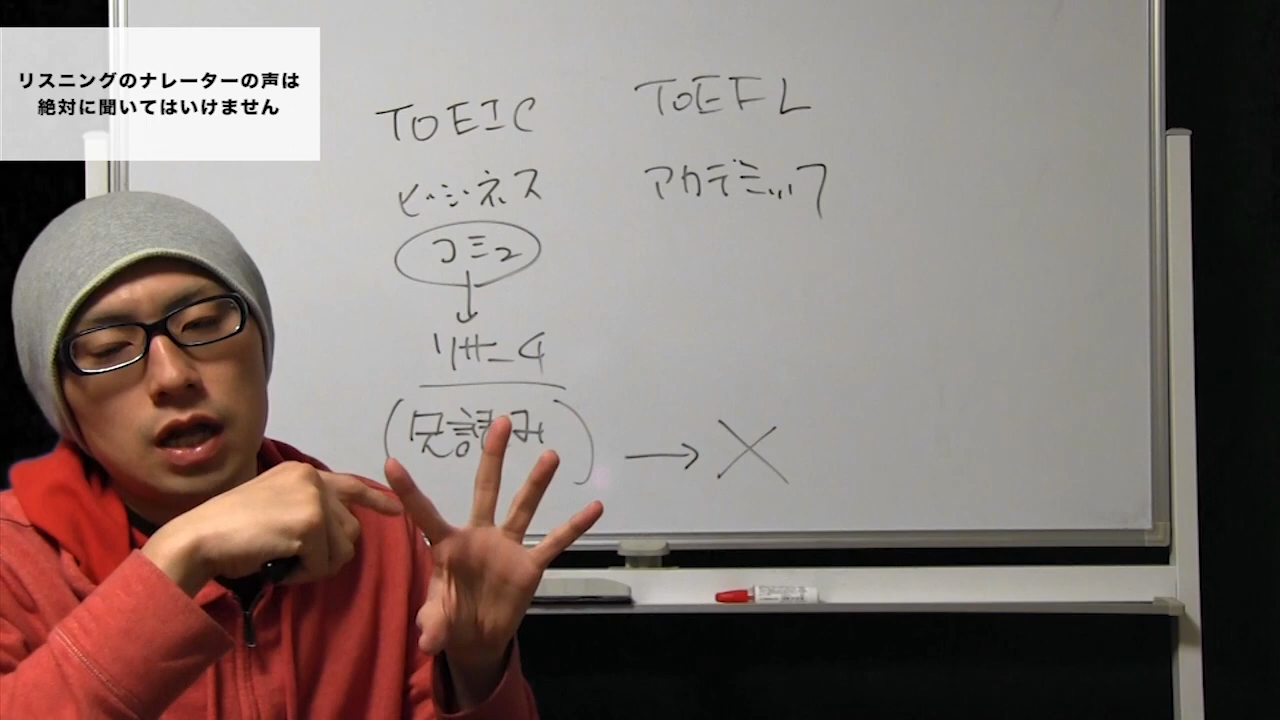 リスニングのナレーターの声は
絶対に聞いてはいけません
TOEIC TOEFL
ビジネス アカデミック
コミュ
リサーチ
(先読み) → ×